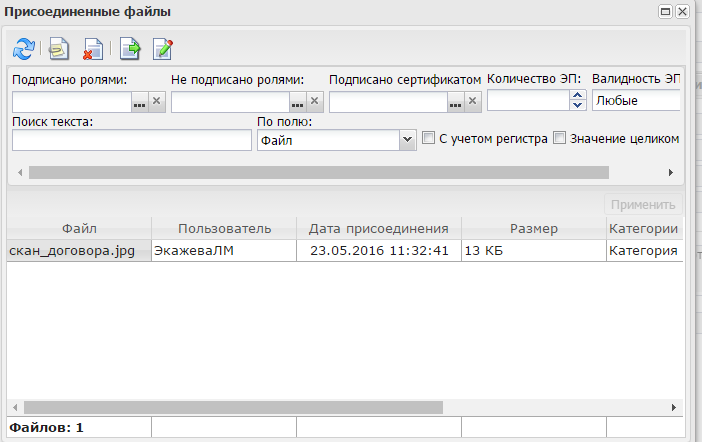 Присоединенные файлы
Подписано ролями: Не подписано ролями: Подписано сертификатом Количество ЭП: Валидность ЭП
Любые
Поиск текста: По полю:
Файл С учетом регистра Значение целиком
Применить
Файл Пользователь Дата присоединения Размер Категории
скан_договора.jpg ЭкажеваЛМ 23.05.2016 11:32:41 13 КБ Категория
Файлов: 1